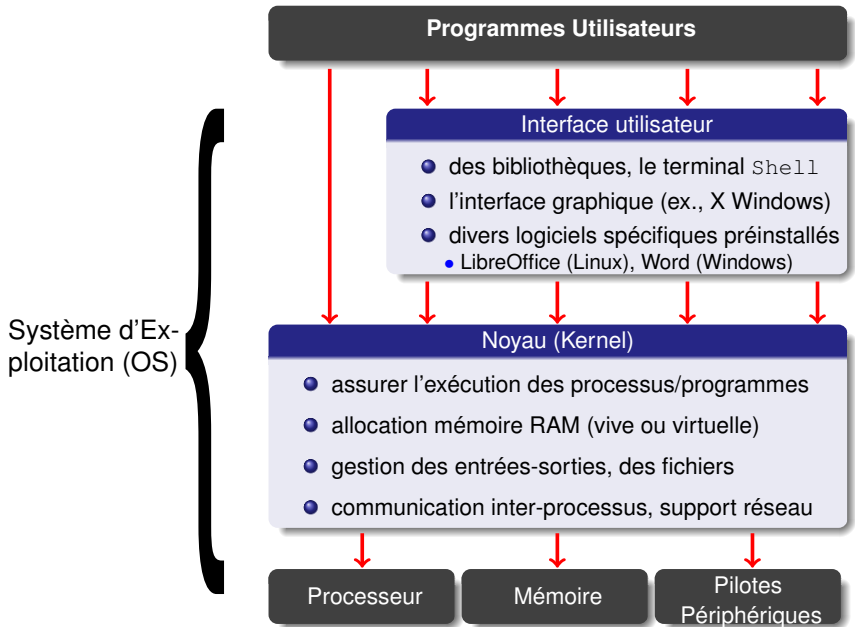 Programmes Utilisateurs
Interface utilisateur
des bibliothèques, le terminal Shell
l'interface graphique (ex., X Windows)
divers logiciels spécifiques préinstallés
LibreOffice (Linux), Word (Windows)
Système d'Ex-
ploitation (OS)
Noyau (Kernel)
assurer l'exécution des processus/programmes
allocation mémoire RAM (vive ou virtuelle)
gestion des entrées-sorties, des fichiers
communication inter-processus, support réseau
Processeur
Mémoire
Pilotes
Périphériques